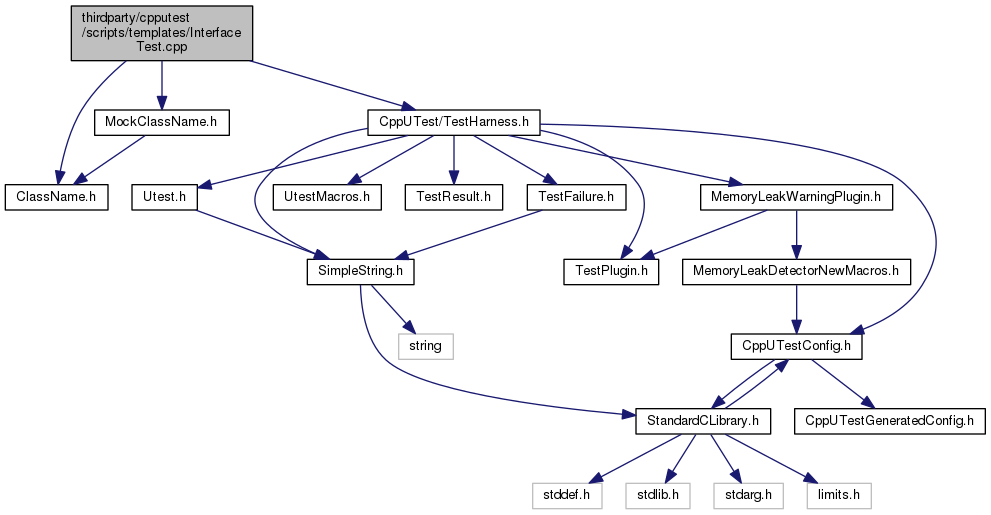 thirdparty/cpputest
/scripts/templates/Interface
Test.cpp
MockClassName.h
CppUTest/TestHarness.h
ClassName.h
Utest.h
UtestMacros.h
TestResult.h
TestFailure.h
MemoryLeakWarningPlugin.h
SimpleString.h
TestPlugin.h
MemoryLeakDetectorNewMacros.h
string
CppUTestConfig.h
StandardCLibrary.h
CppUTestGeneratedConfig.h
stddef.h
stdlib.h
stdarg.h
limits.h